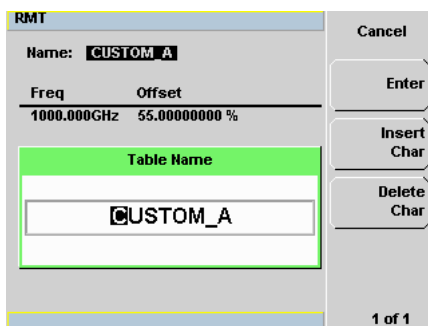 RMT
Name: CUSTOM_A
Freq Offset
1000.000GHz 55.00000000 %
Table Name
CUSTOM_A
Cancel
Enter
Insert
Char
Delete
Char
1 of 1